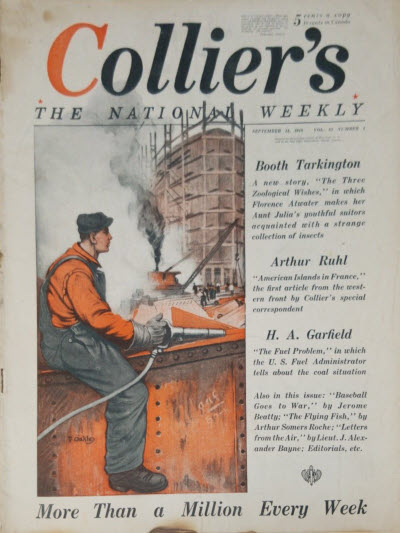 5 cents a copy
10 cents in Canada
Collier's
THE NATIONAL WEEKLY
Booth Tarkington
A new story, "The Three
Zoological Wishes," in which
Florence Atwater makes her
Aunt Julia's youthful suitors
acquainted with a strange
collection of insects
Arthur Ruhl
"American Islands in France,"
the first article from the west-
ern front by Collier's special
correspondent
H. A. Garfield
"The Fuel Problem," in which
the U. S. Fuel Administrator
tells about the coal situation
Also in this issue: "Baseball
Goes to War," by Jerome
Beatty; "The Flying Fish," by
Arthur Somers Roche; "Letters
from the Air," by Lieut. J. Alex-
ander Bayne; Editorials, etc.
More Than a Million Every Week